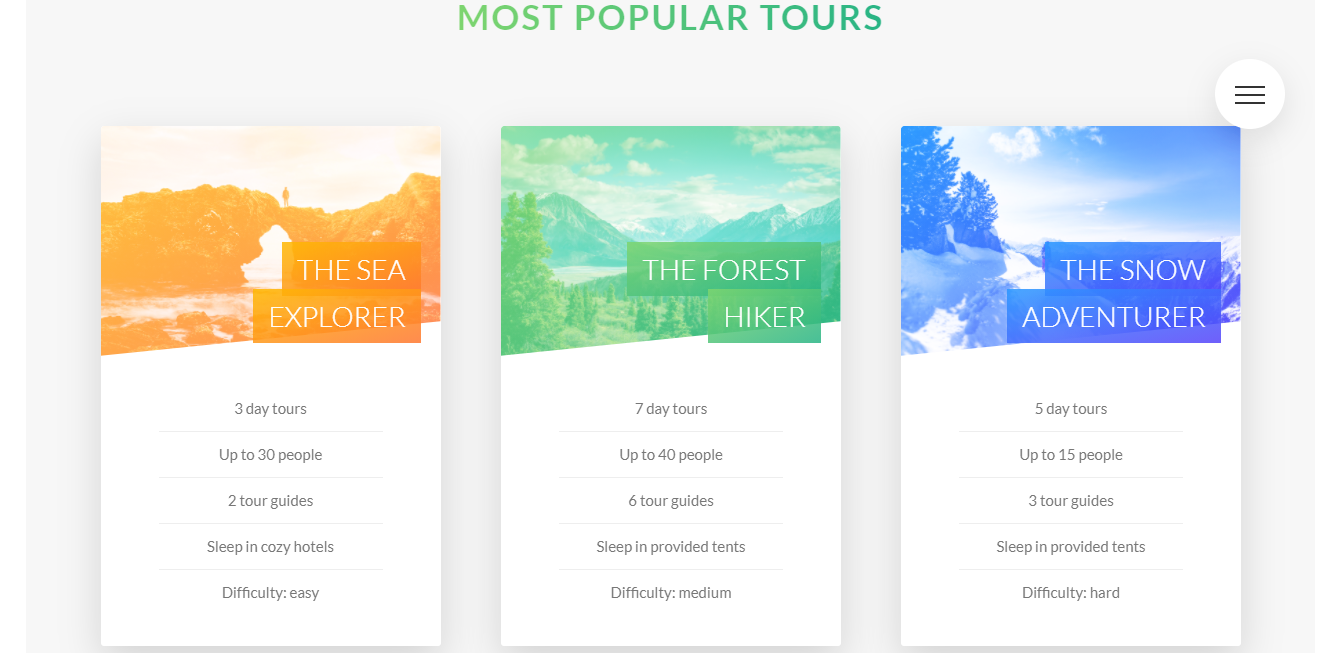 MOST POPULAR TOURS
THE SEA
EXPLORER
3 day tours
Up to 30 people
2 tour guides
Sleep in cozy hotels
Difficulty: easy
THE FOREST
HIKER
7 day tours
Up to 40 people
6 tour guides
Sleep in provided tents
Difficulty: medium
THE SNOW
ADVENTURER
5 day tours
Up to 15 people
3 tour guides
Sleep in provided tents
Difficulty: hard